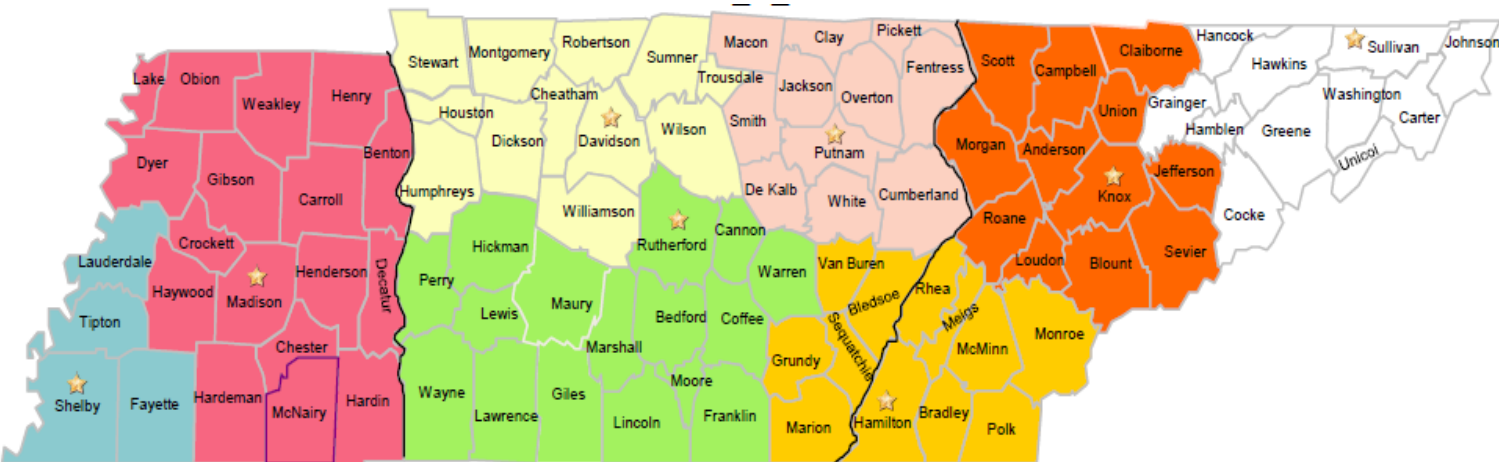 Lake
Obion
Weakley
Henry
Dyer
Gibson
Carroll
Benton
Crockett
Lauderdale
Haywood
Madison
Henderson
Decatur
Tipton
Chester
Shelby
Fayette
Hardeman
McNairy
Hardin
Stewart
Montgomery
Robertson
Sumner
Trousdale
Houston
Cheatham
Dickson
Davidson
Wilson
Humphreys
Williamson
Macon
Clay
Pickett
Fentress
Jackson
Overton
Smith
Putnam
De Kalb
White
Cumberland
Hickman
Rutherford
Cannon
Warren
Perry
Lewis
Maury
Bedford
Coffee
Marshall
Moore
Wayne
Lawrence
Giles
Lincoln
Franklin
Van Buren
Bledsoe
Rhea
Sequatchie
Meigs
Monroe
McMinn
Grundy
Marion
Hamilton
Bradley
Polk
Scott
Campbell
Claiborne
Union
Morgan
Anderson
Knox
Jefferson
Roane
Loudon
Blount
Sevier
Hancock
Hawkins
Sullivan
Johnson
Grainger
Hamblen
Greene
Washington
Carter
Unicoi
Cocke